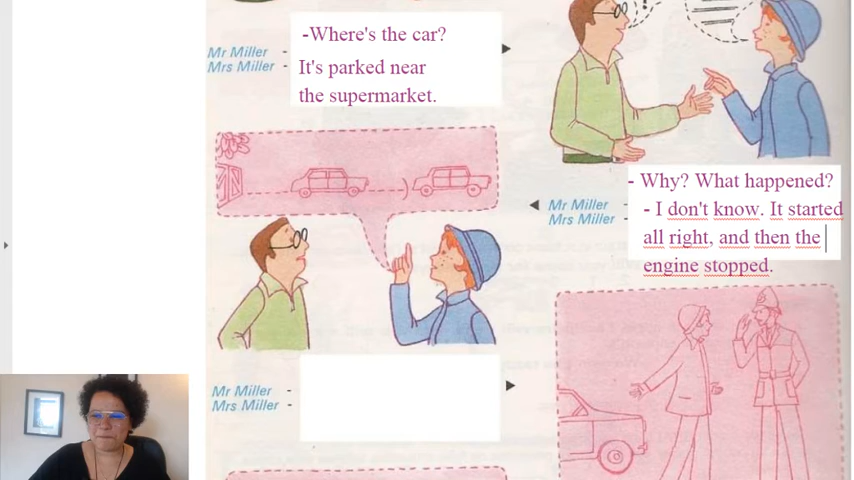 Mr Miller - -Where's the car?
Mrs Miller - It's parked near
the supermarket.
- Why? What happened?
Mr Miller - - I don't know. It started
Mrs Miller - all right, and then the
engine stopped.
Mr Miller -
Mrs Miller -